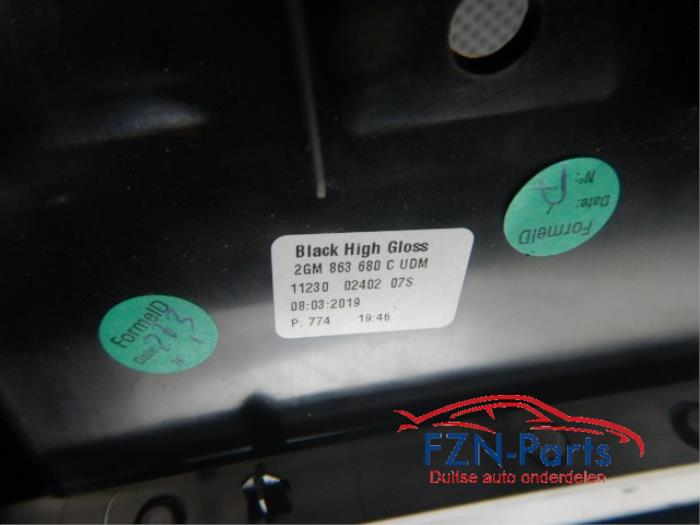 Black High Gloss
2GM 863 680 C UDM
11230 02402 07S
08:03:2019
P: 774 19:46
FormelD
Date:
Nº:
FormelD
Date:
FZN-Parts
Duitse auto onderdelen